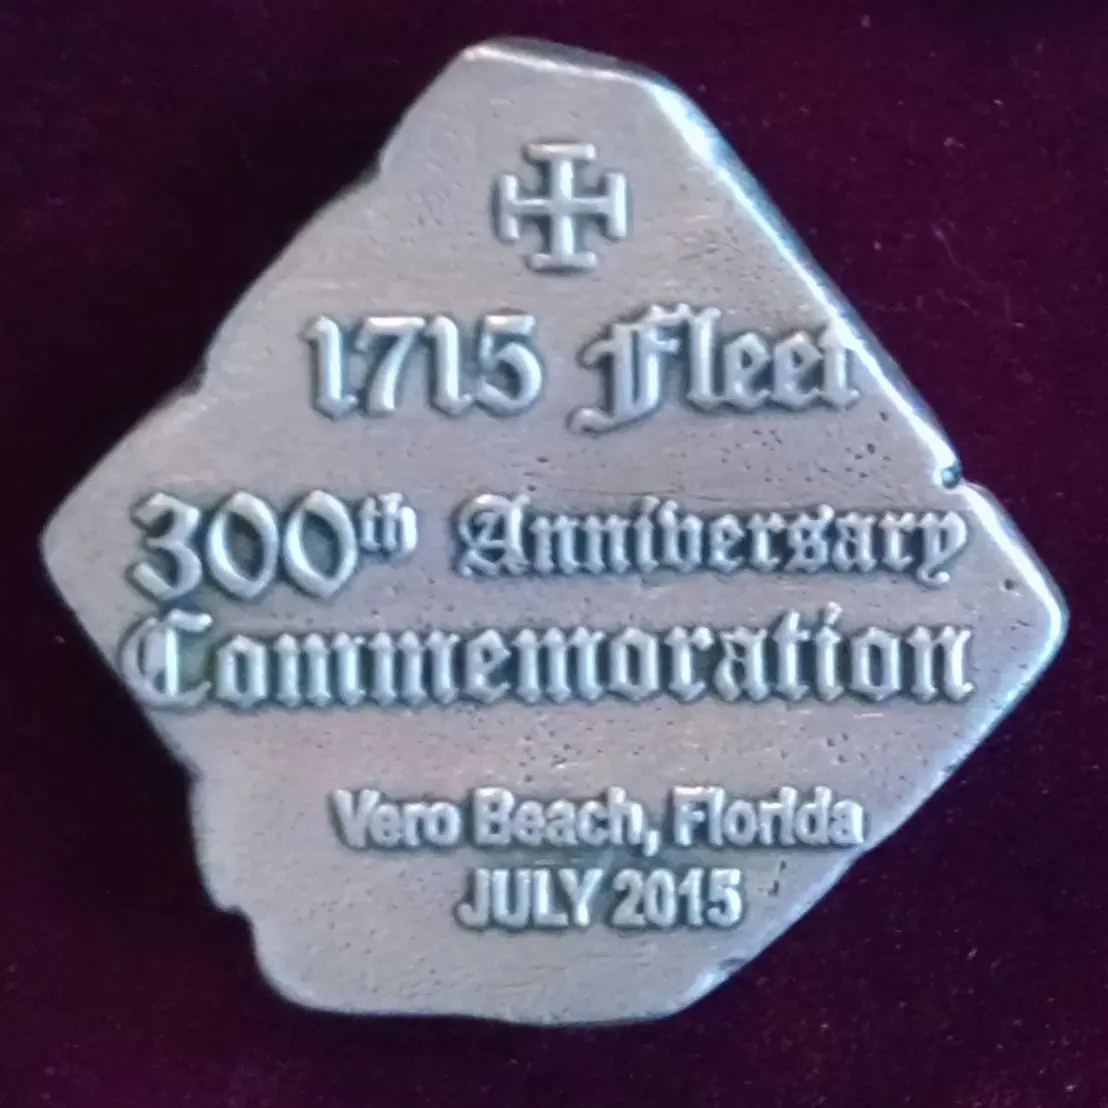 1715 Fleet
300th Anniversary
Commemoration
Vero Beach, Florida
JULY 2015